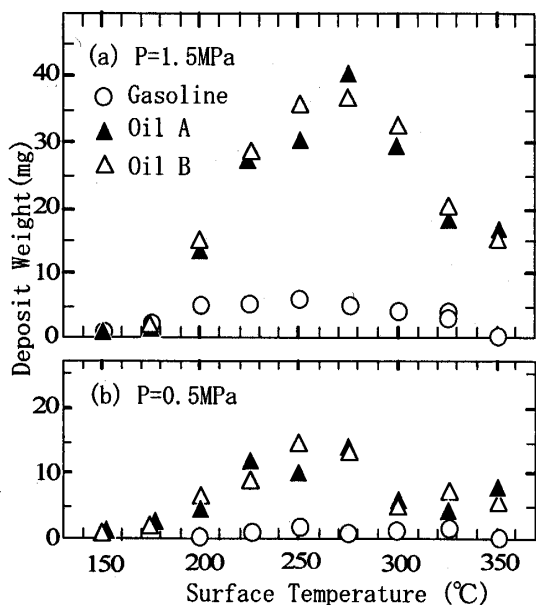 (a) P=1.5MPa
Gasoline
Oil A
Oil B
40
30
20
10
0
Deposit Weight(mg)
(b) P=0.5MPa
20
10
0
150 200 250 300 350
Surface Temperature (℃)